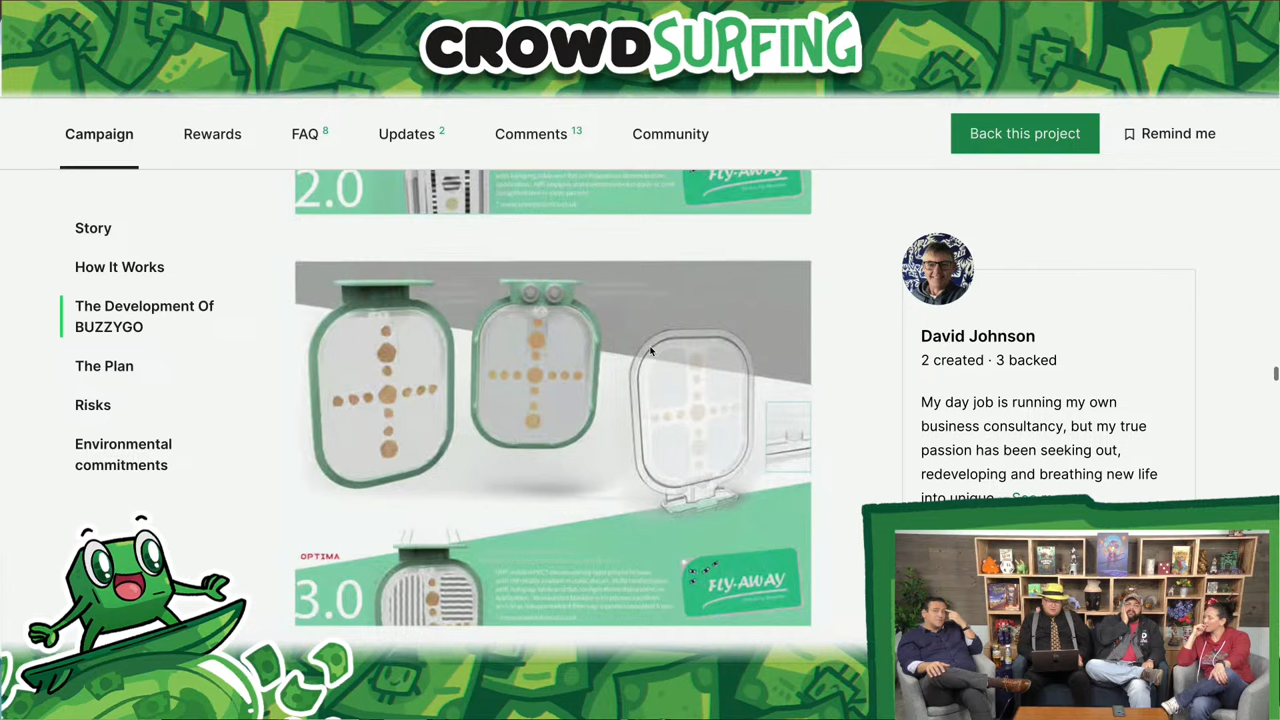 CROWDSURFING
Campaign
Rewards
FAQ 8
Updates 2
Comments 13
Community
Back this project
Remind me
Story
How It Works
The Development Of
BUZZYGO
The Plan
Risks
Environmental
commitments
2.0
FLY-AWAY
OPTIMA
3.0
FLY-AWAY
David Johnson
2 created · 3 backed
My day job is running my own
business consultancy, but my true
passion has been seeking out,
redeveloping and breathing new life
into unique